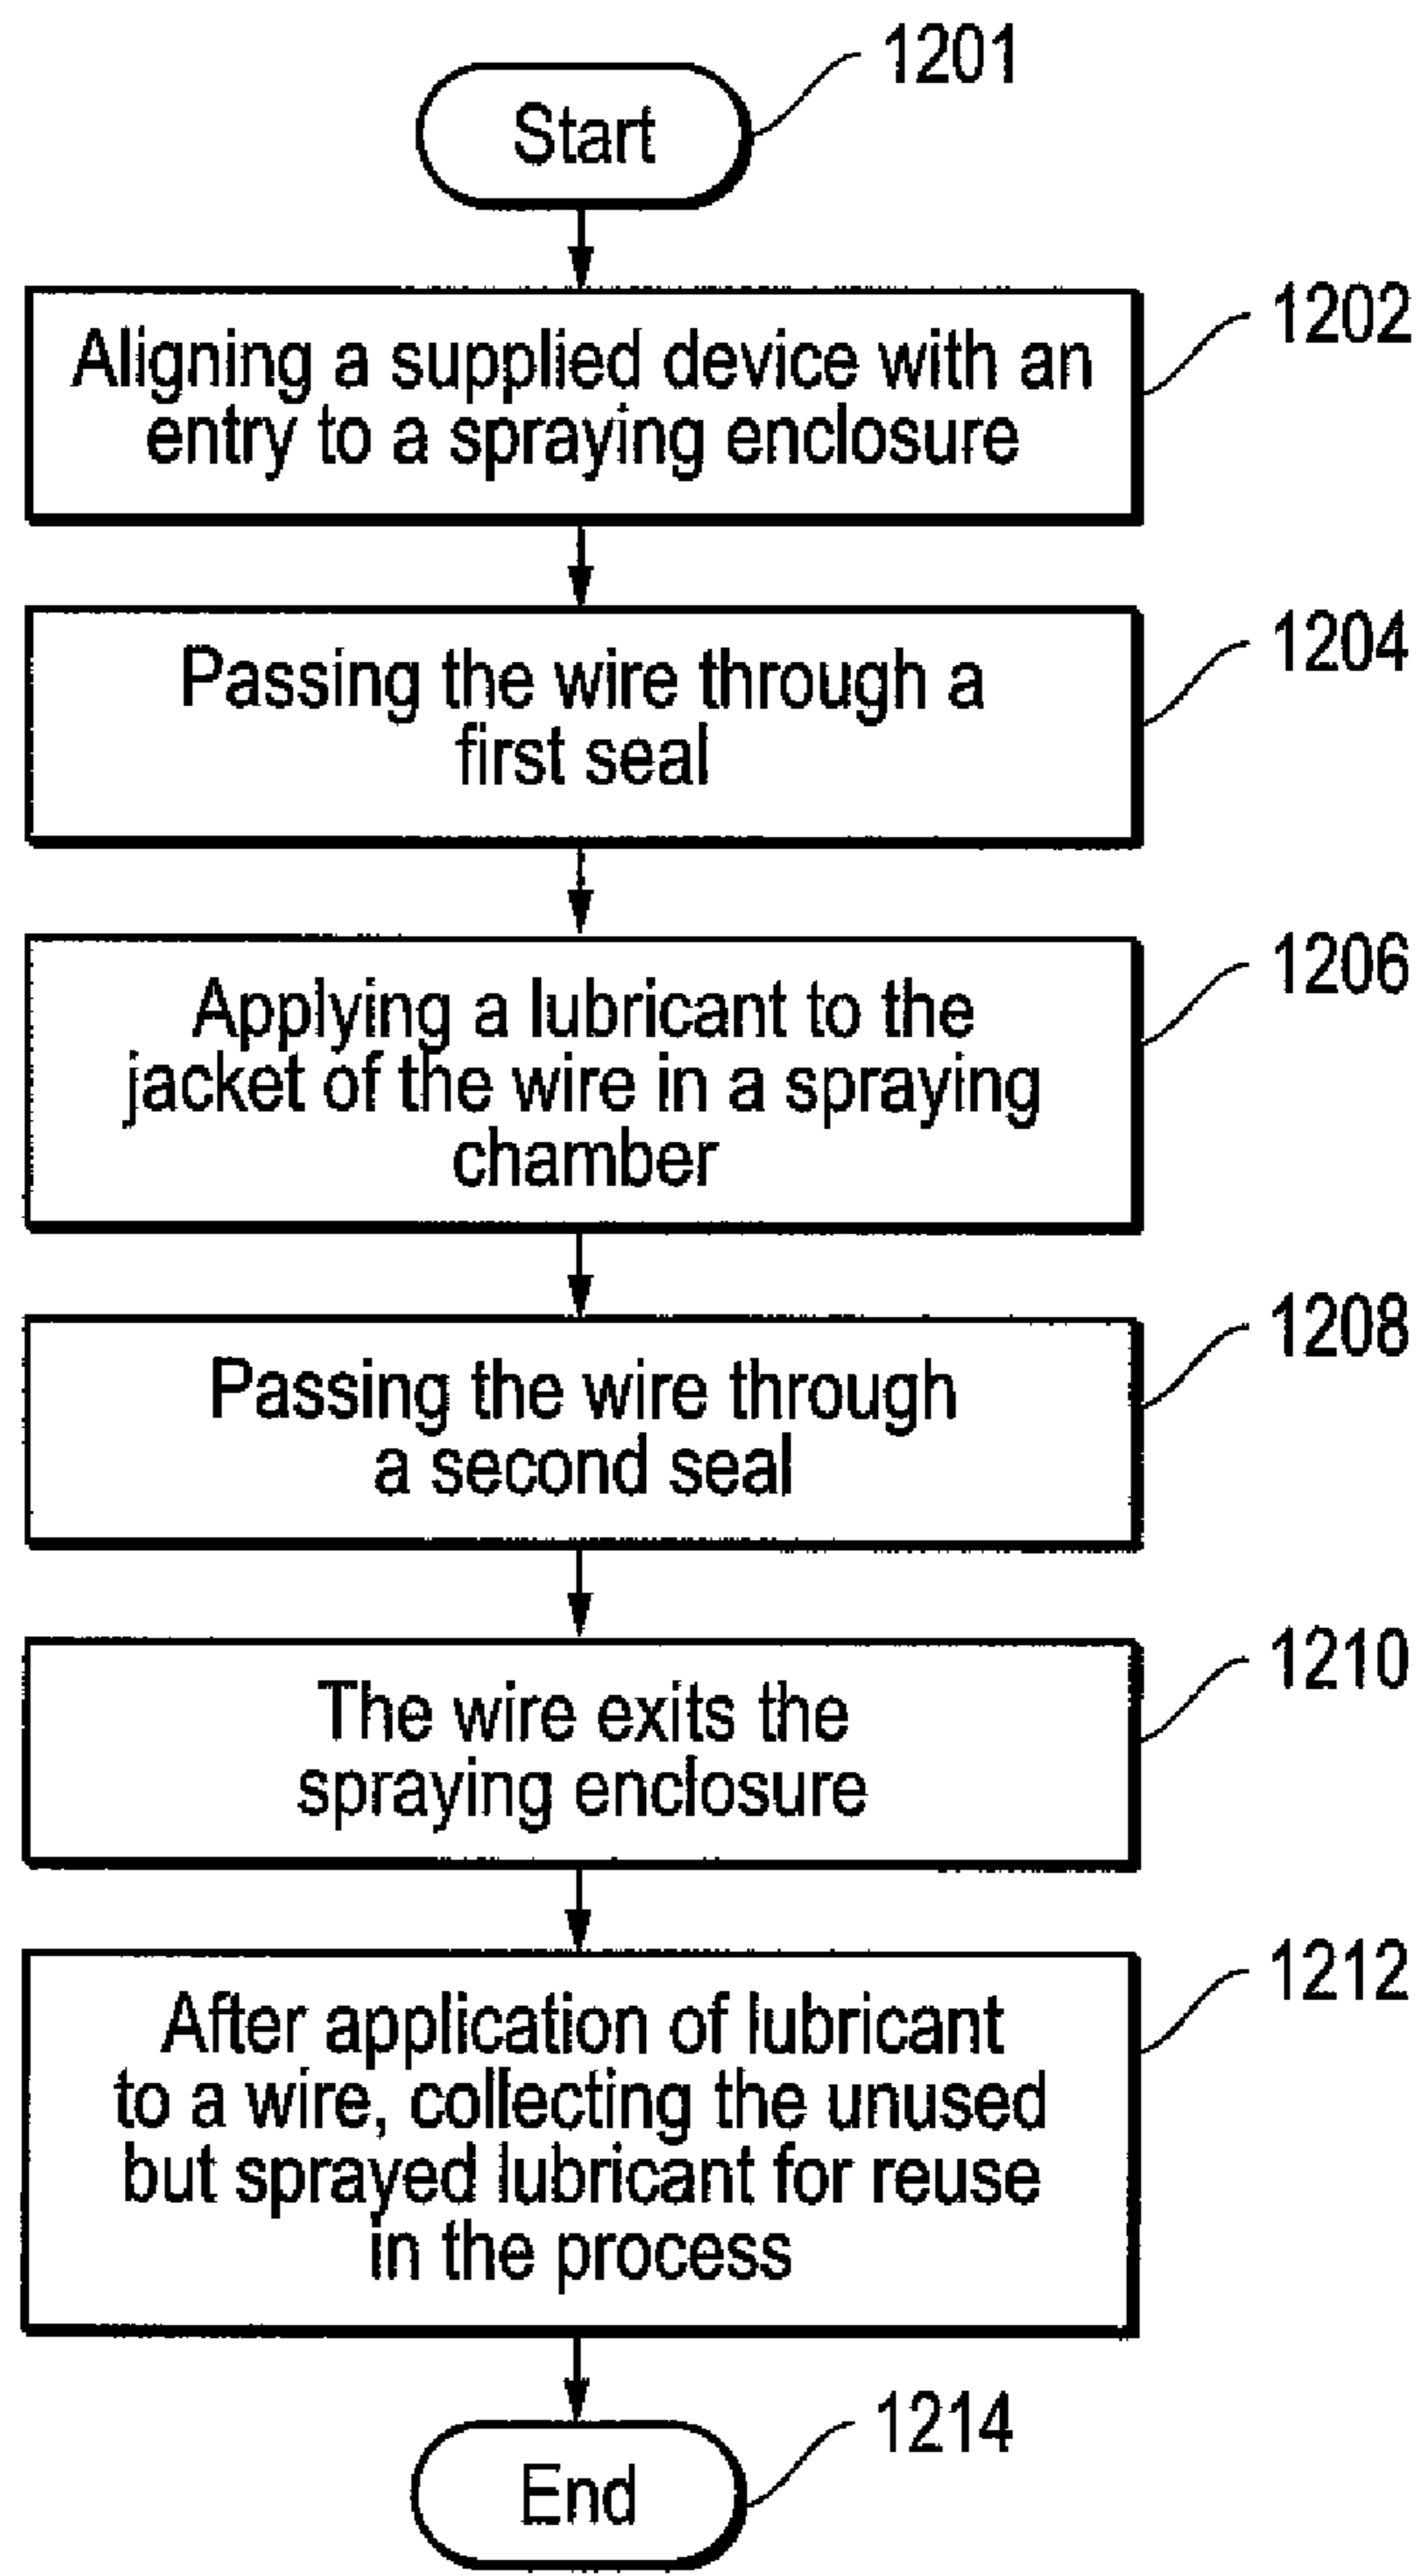 1201
Start
1202
Aligning a supplied device with an
entry to a spraying enclosure
1204
Passing the wire through a
first seal
1206
Applying a lubricant to the
jacket of the wire in a spraying
chamber
1208
Passing the wire through
a second seal
1210
The wire exits the
spraying enclosure
1212
After application of lubricant
to a wire, collecting the unused
but sprayed lubricant for reuse
in the process
1214
End